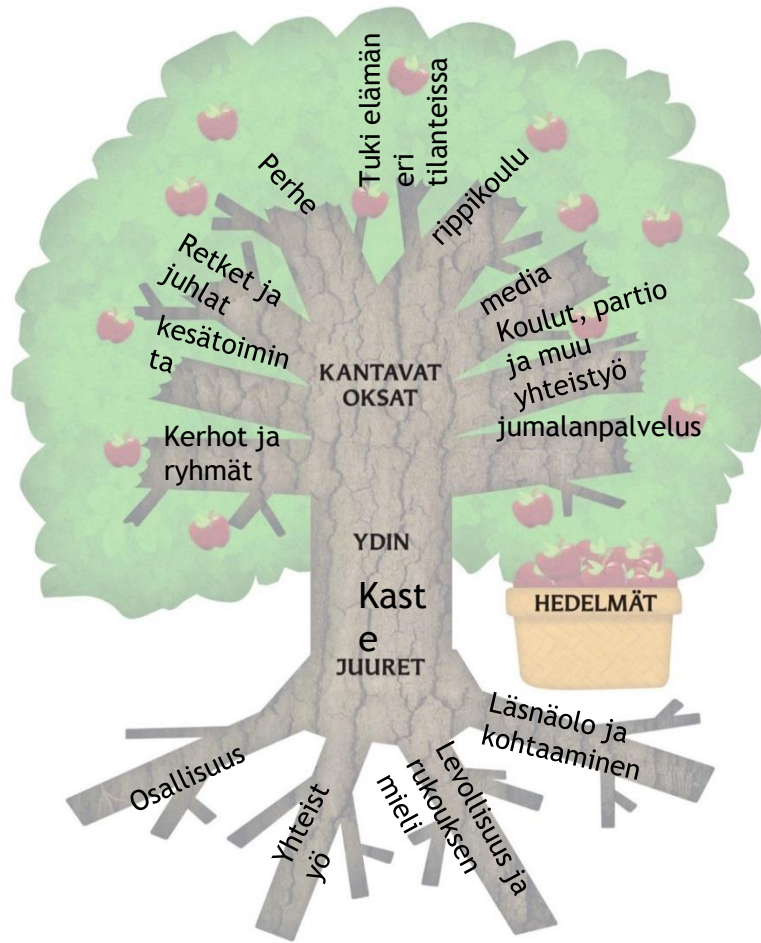 Tuki elämän
eri
tilanteissa
Perhe
rippikoulu
Retket ja
juhlat
media
kesätoimin
ta
Koulut, partio
ja muu
yhteistyö
KANTAVAT
OKSAT
Kerhot ja
ryhmät
jumalanpalvelus
YDIN
Kast
e
HEDELMÄT
JUURET
Osallisuus
Yhteist
yö
Levollisuus ja
rukouksen
mieli
Läsnäolo ja
kohtaaminen